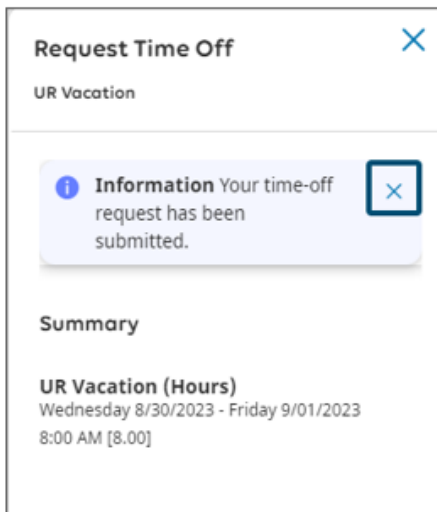 Request Time Off
UR Vacation
Information Your time-off
request has been
submitted.
Summary
UR Vacation (Hours)
Wednesday 8/30/2023 - Friday 9/01/2023
8:00 AM [8.00]